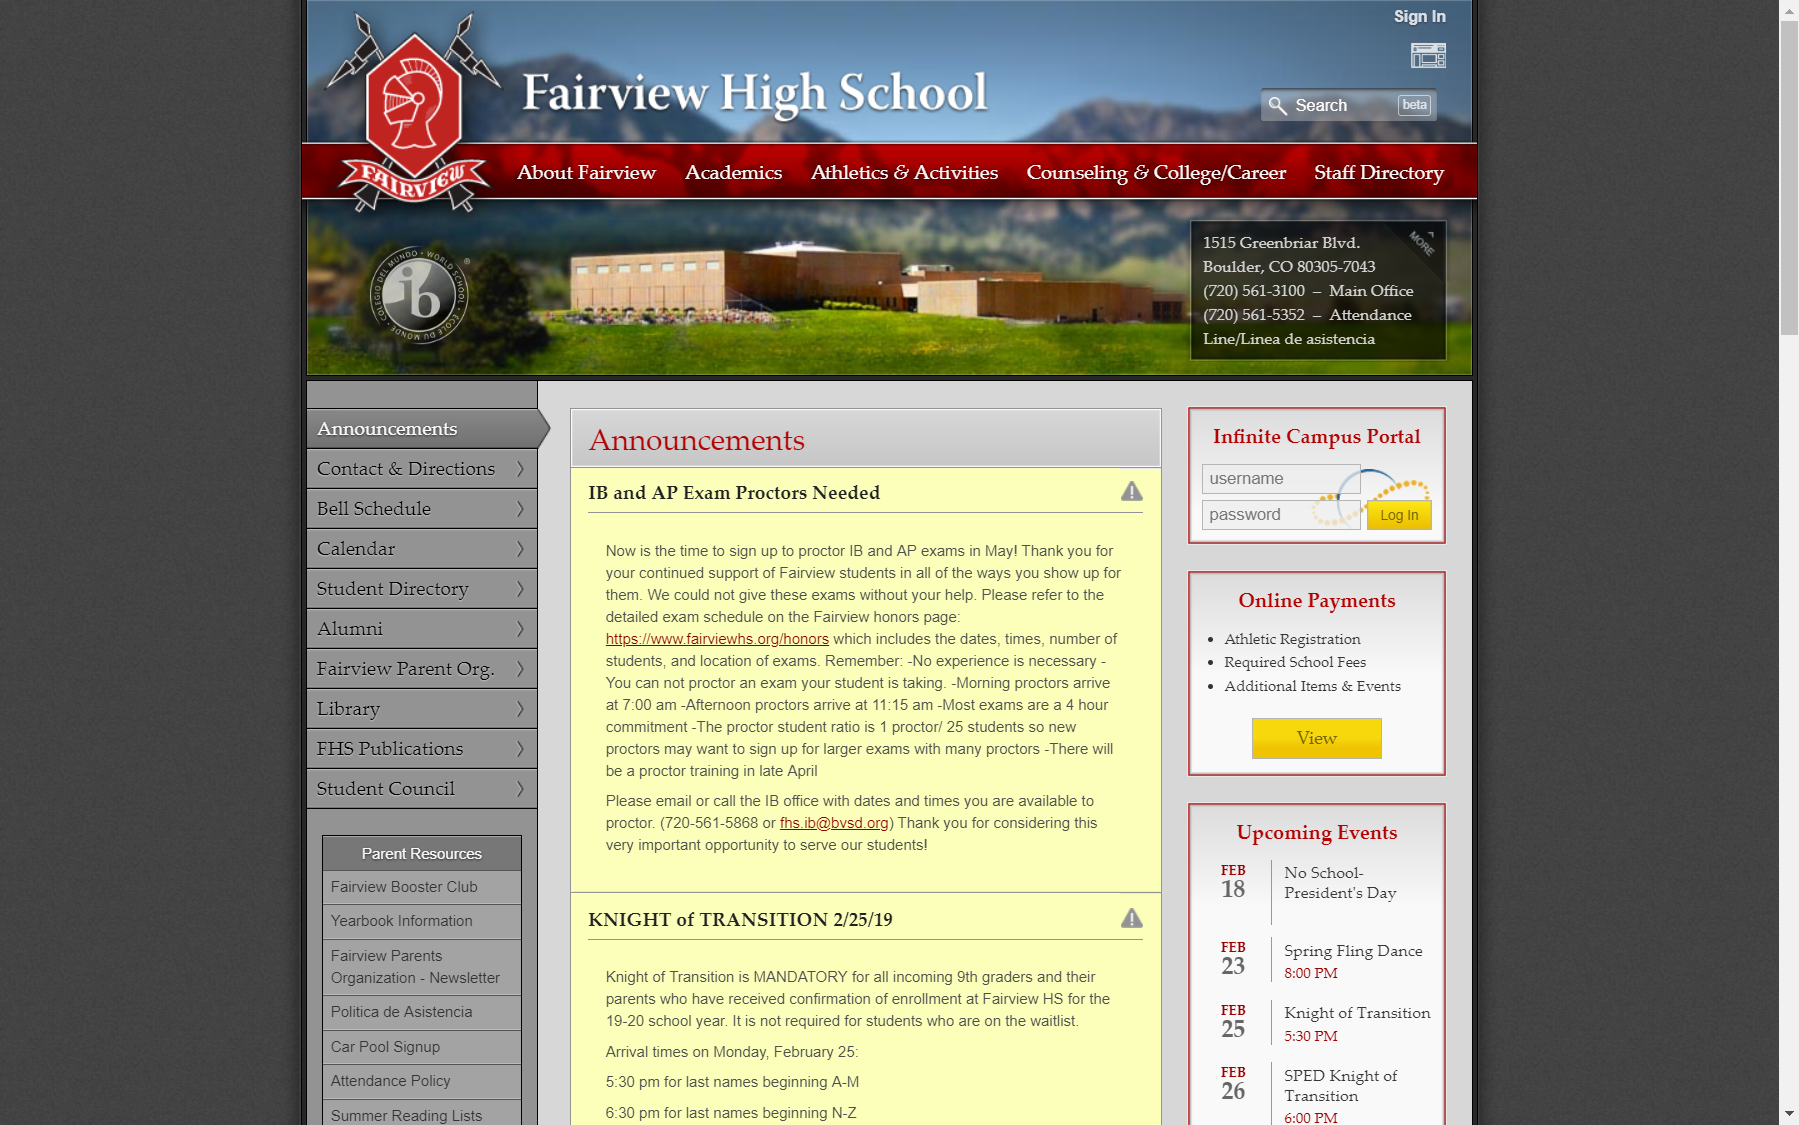 Sign In
Fairview High School
Search
beta
FAIRVIEW
About Fairview
Academics
Athletics & Activities
Counseling & College/Career
Staff Directory
COLEGIO DEL MUNDO • WORLD SCHOOL • ECOLE DU MONDE •
ib
®
1515 Greenbriar Blvd.
Boulder, CO 80305-7043
(720) 561-3100 – Main Office
(720) 561-5352 – Attendance
Line/Linea de asistencia
MORE
Announcements
Contact & Directions
Bell Schedule
Calendar
Student Directory
Alumni
Fairview Parent Org.
Library
FHS Publications
Student Council
Parent Resources
Fairview Booster Club
Yearbook Information
Fairview Parents
Organization - Newsletter
Politica de Asistencia
Car Pool Signup
Attendance Policy
Summer Reading Lists
Announcements
IB and AP Exam Proctors Needed
Now is the time to sign up to proctor IB and AP exams in May! Thank you for
your continued support of Fairview students in all of the ways you show up for
them. We could not give these exams without your help. Please refer to the
detailed exam schedule on the Fairview honors page:
https://www.fairviewhs.org/honors which includes the dates, times, number of
students, and location of exams. Remember: -No experience is necessary -
You can not proctor an exam your student is taking. -Morning proctors arrive
at 7:00 am -Afternoon proctors arrive at 11:15 am -Most exams are a 4 hour
commitment -The proctor student ratio is 1 proctor/ 25 students so new
proctors may want to sign up for larger exams with many proctors -There will
be a proctor training in late April
Please email or call the IB office with dates and times you are available to
proctor. (720-561-5868 or fhs.ib@bvsd.org) Thank you for considering this
very important opportunity to serve our students!
KNIGHT of TRANSITION 2/25/19
Knight of Transition is MANDATORY for all incoming 9th graders and their
parents who have received confirmation of enrollment at Fairview HS for the
19-20 school year. It is not required for students who are on the waitlist.
Arrival times on Monday, February 25:
5:30 pm for last names beginning A-M
6:30 pm for last names beginning N-Z
Infinite Campus Portal
username
password
Log In
Online Payments
• Athletic Registration
• Required School Fees
• Additional Items & Events
View
Upcoming Events
FEB
18
No School-
President's Day
FEB
23
Spring Fling Dance
8:00 PM
FEB
25
Knight of Transition
5:30 PM
FEB
26
SPED Knight of
Transition
6:00 PM